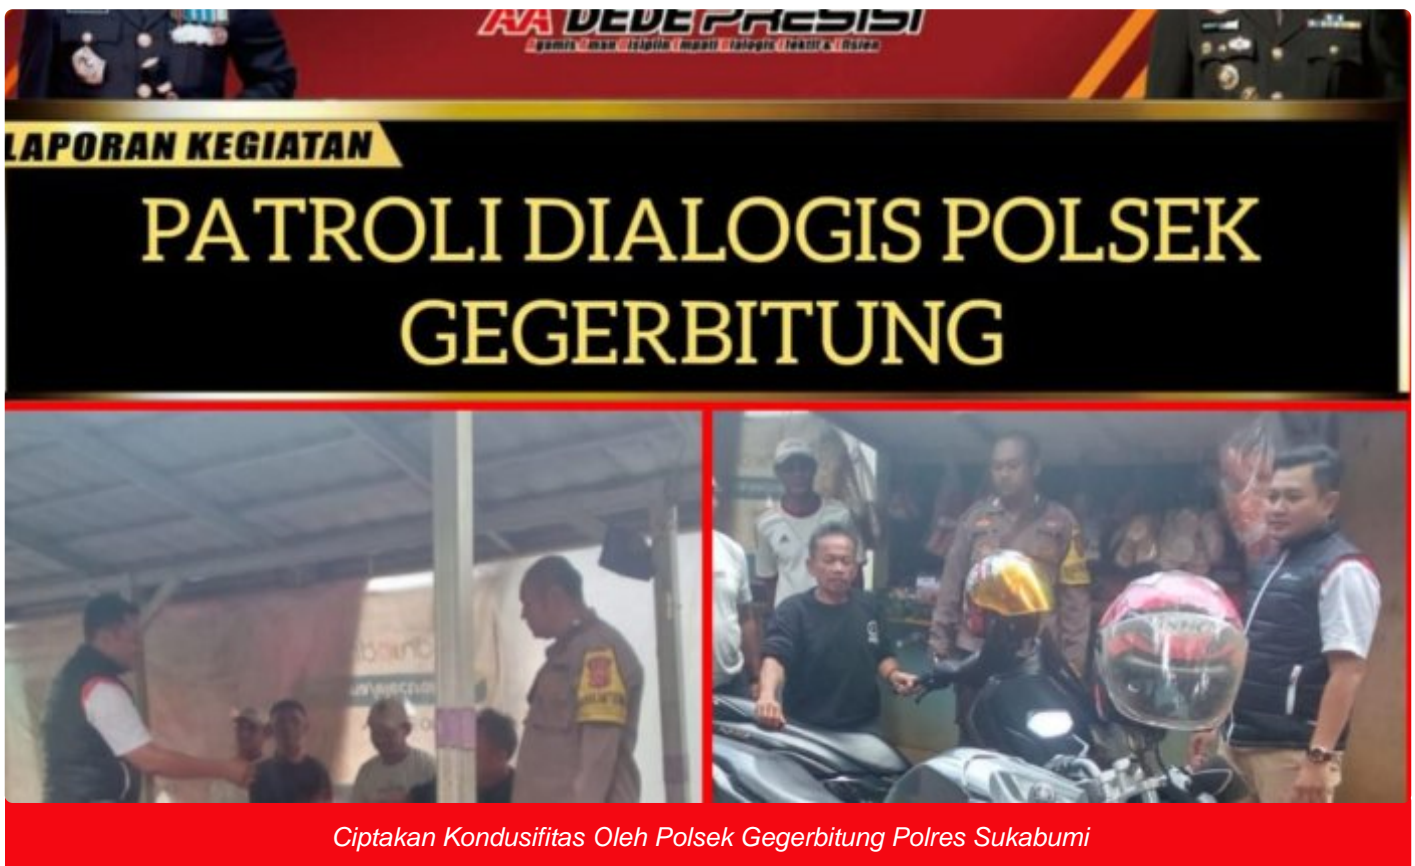 AA DEDE PRESISI
LAPORAN KEGIATAN
PATROLI DIALOGIS POLSEK
GEGERBITUNG
Ciptakan Kondusifitas Oleh Polsek Gegerbitung Polres Sukabumi